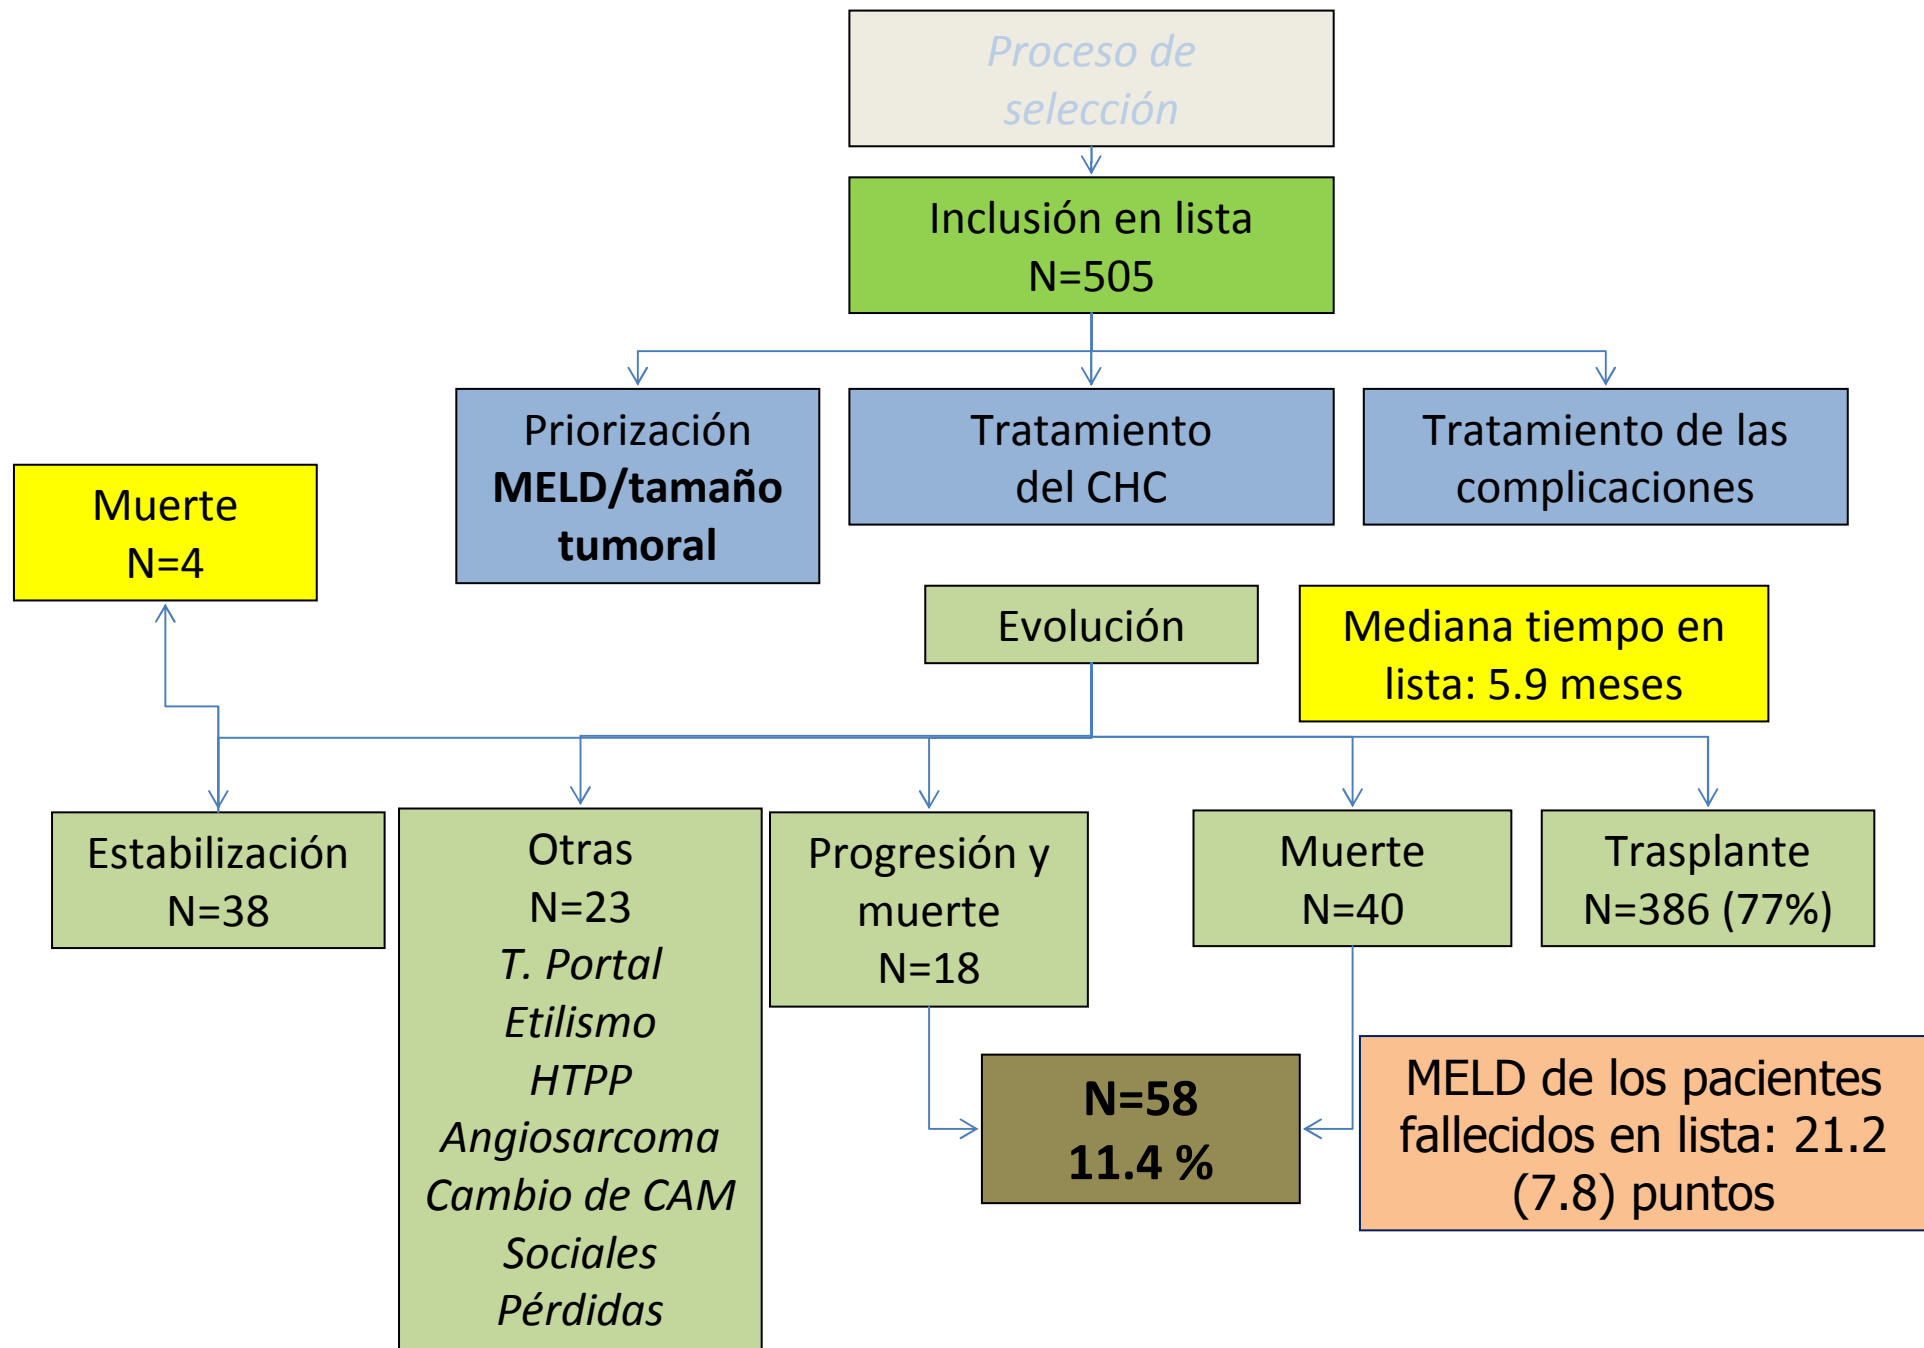 Proceso de
selección
Inclusión en lista
N=505
Priorización
MELD/tamaño
tumoral
Tratamiento
del CHC
Tratamiento de las
complicaciones
Muerte
N=4
Evolución
Mediana tiempo en
lista: 5.9 meses
Estabilización
N=38
Otras
N=23
T. Portal
Etilismo
HTPP
Angiosarcoma
Cambio de CAM
Sociales
Pérdidas
Progresión y
muerte
N=18
Muerte
N=40
Trasplante
N=386 (77%)
N=58
11.4 %
MELD de los pacientes
fallecidos en lista: 21.2
(7.8) puntos